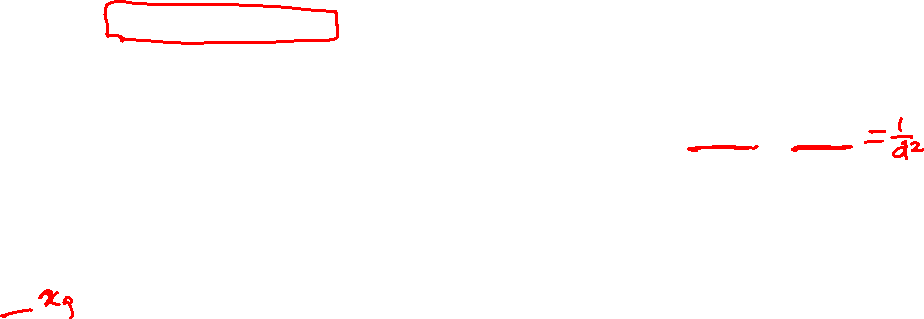 = 1/d²
x9